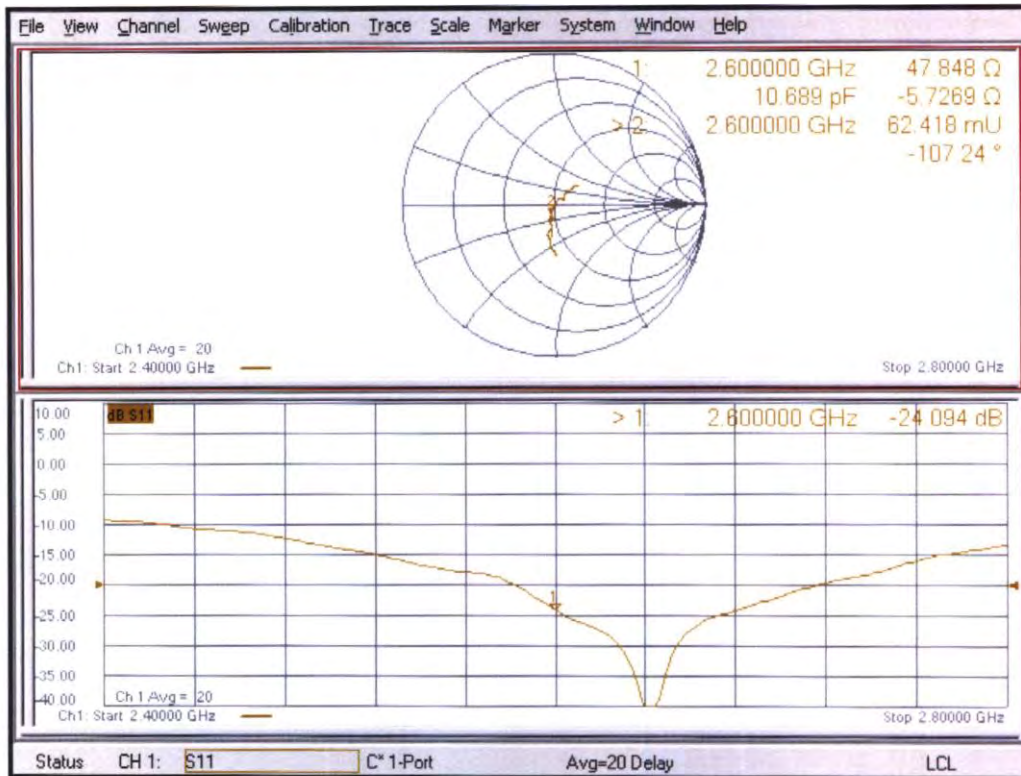 File View Channel Sweep Calibration Trace Scale Marker System Window Help
1: 2.600000 GHz 47.848 Ω
10.689 pF -5.7269 Ω
> 2: 2.600000 GHz 62.418 mU
-107.24 °
Ch 1 Avg = 20
Ch1: Start 2.40000 GHz
Stop 2.80000 GHz
dB S11
> 1: 2.600000 GHz -24.094 dB
10.00
5.00
0.00
-5.00
-10.00
-15.00
-20.00
-25.00
-30.00
-35.00
-40.00
1
Ch 1 Avg = 20
Ch1: Start 2.40000 GHz
Stop 2.80000 GHz
Status CH 1: S11 C* 1-Port Avg=20 Delay LCL